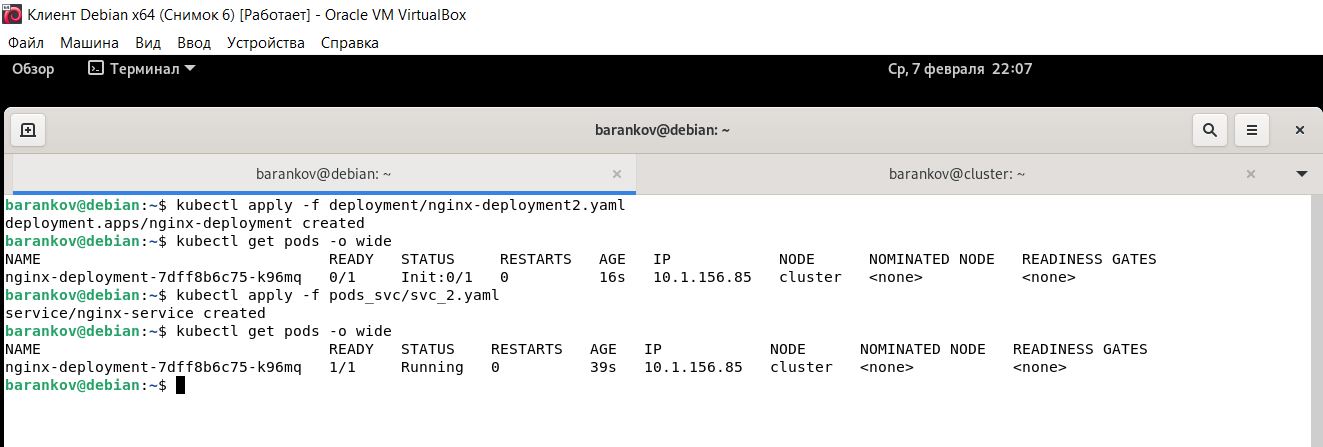 Клиент Debian x64 (Снимок 6) [Работает] - Oracle VM VirtualBox
Файл Машина Вид Ввод Устройства Справка
Обзор Терминал Ср, 7 февраля 22:07
barankov@debian: ~
barankov@debian: ~ × barankov@cluster: ~ ×
barankov@debian:~$ kubectl apply -f deployment/nginx-deployment2.yaml
deployment.apps/nginx-deployment created
barankov@debian:~$ kubectl get pods -o wide
NAME READY STATUS RESTARTS AGE IP NODE NOMINATED NODE READINESS GATES
nginx-deployment-7dff8b6c75-k96mq 0/1 Init:0/1 0 16s 10.1.156.85 cluster <none> <none>
barankov@debian:~$ kubectl apply -f pods_svc/svc_2.yaml
service/nginx-service created
barankov@debian:~$ kubectl get pods -o wide
NAME READY STATUS RESTARTS AGE IP NODE NOMINATED NODE READINESS GATES
nginx-deployment-7dff8b6c75-k96mq 1/1 Running 0 39s 10.1.156.85 cluster <none> <none>
barankov@debian:~$